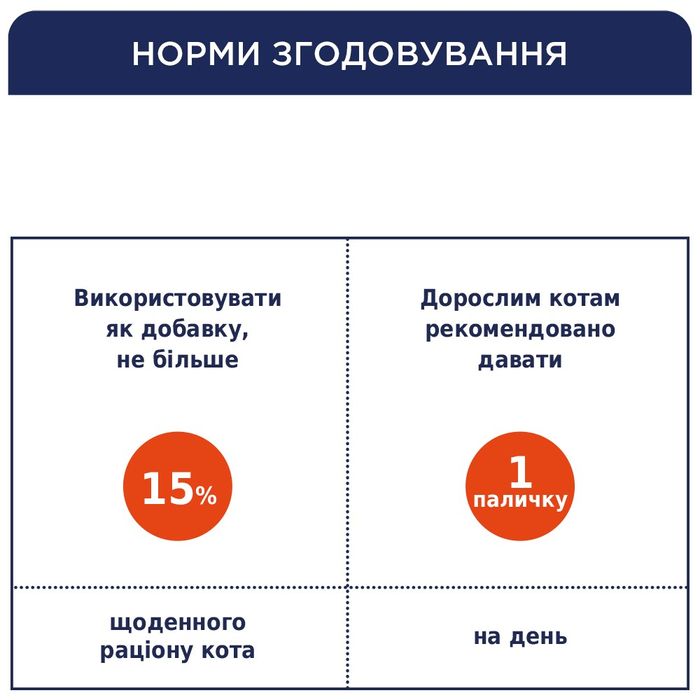 НОРМИ ЗГОДОВУВАННЯ
Використовувати
як добавку,
не більше
15%
щоденного
раціону кота
Дорослим котам
рекомендовано
давати
1
паличку
на день